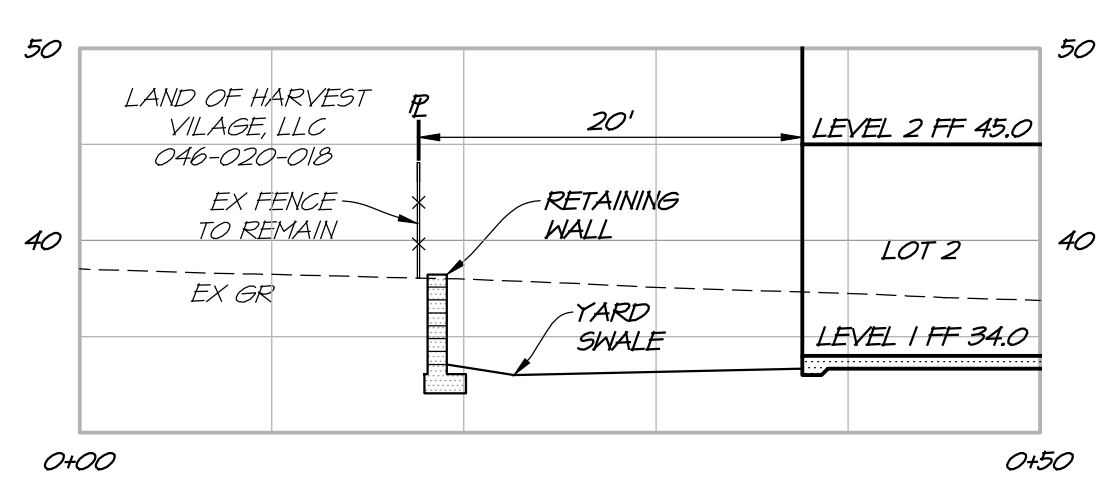 50
50
LAND OF HARVEST
VILAGE, LLC
046-020-018
PL
20'
LEVEL 2 FF 45.0
EX FENCE
TO REMAIN
RETAINING
WALL
40
40
LOT 2
EX GR
YARD
SWALE
LEVEL 1 FF 34.0
0+00
0+50